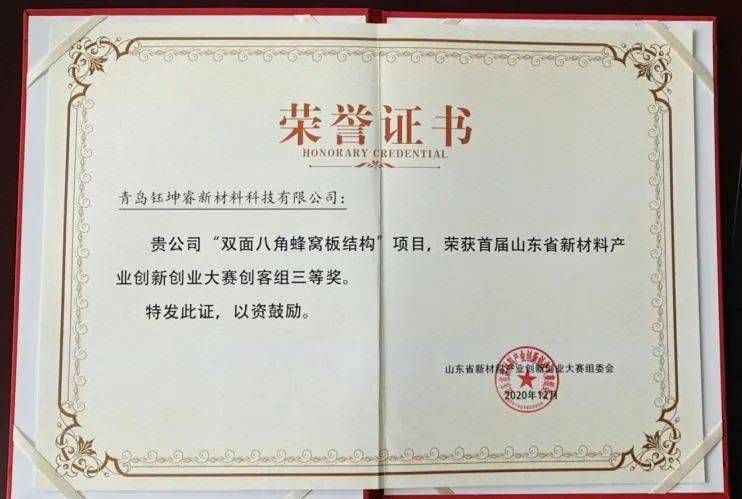 荣誉证书
HONORARY CREDENTIAL
青岛钰坤睿新材料科技有限公司：
贵公司“双面八角蜂窝板结构”项目，荣获首届山东省新材料产
业创新创业大赛创客组三等奖。
特发此证，以资鼓励。
山东省新材料产业创新创业大赛组委会
2020年12月